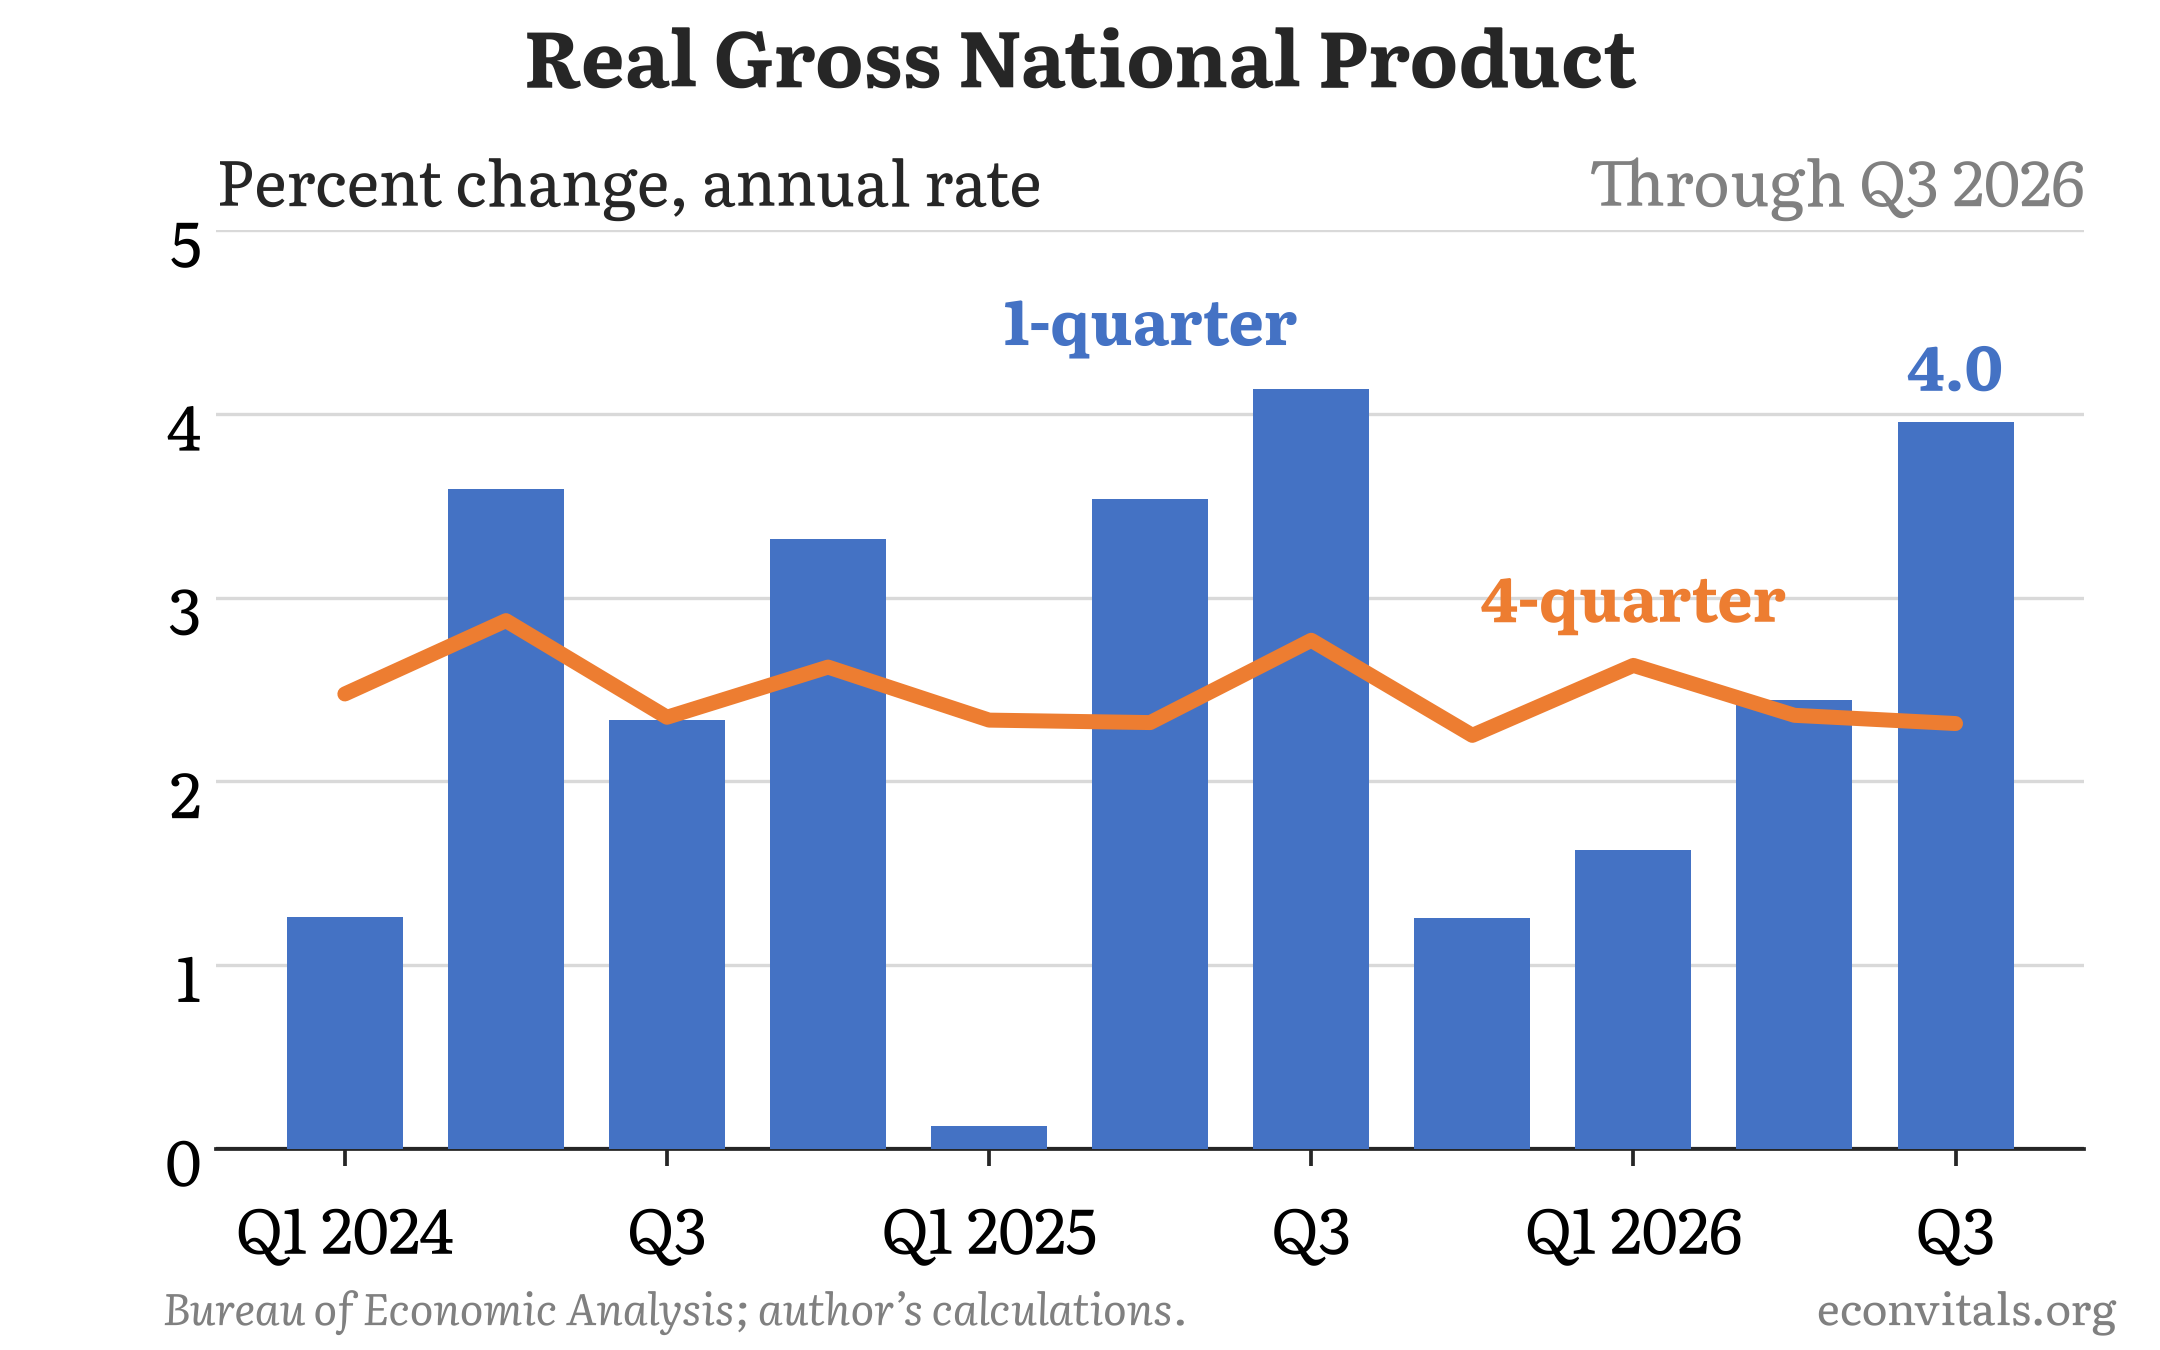 Real Gross National Product
Percent change, annual rate
Through Q3 2026
5
1-quarter
4.0
4
4-quarter
3
2
1
0
Q1 2024 Q3 Q1 2025 Q3 Q1 2026 Q3
Bureau of Economic Analysis; author’s calculations.
econvitals.org